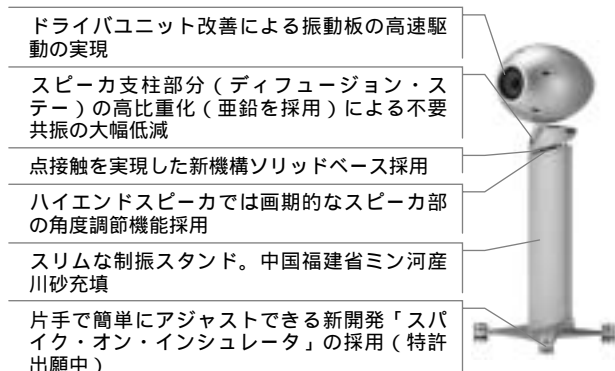 ドライバユニット改善による振動板の高速駆
動の実現
スピーカ支柱部分（ディフュージョン・ス
テー）の高比重化（亜鉛を採用）による不要
共振の大幅低減
点接触を実現した新機構ソリッドベース採用
ハイエンドスピーカでは画期的なスピーカ部
の角度調節機能採用
スリムな制振スタンド。中国福建省ミン河産
川砂充填
片手で簡単にアジャストできる新開発「スパ
イク・オン・インシュレータ」の採用（特許
出願中）